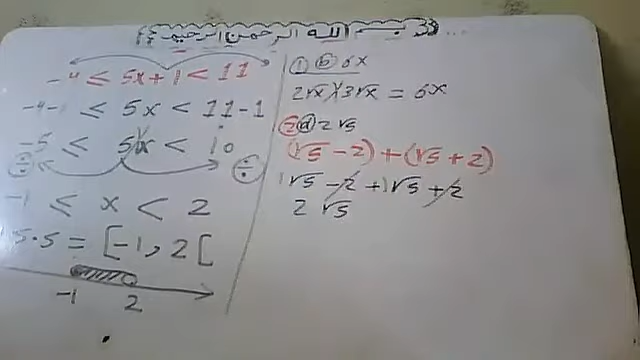 بسم الله الرحمن الرحيم
-4 ≤ 5x + 1 < 11
-4-1 ≤ 5x < 11-1
-5 ≤ 5x < 10
÷ ÷
-1 ≤ x < 2
S.S = [-1, 2[
-1 2
① ⓑ 6x
2√x × 3√x = 6x
② ⓓ 2√5
(√5 - 2) + (√5 + 2)
1√5 - 2 + 1√5 + 2
2√5